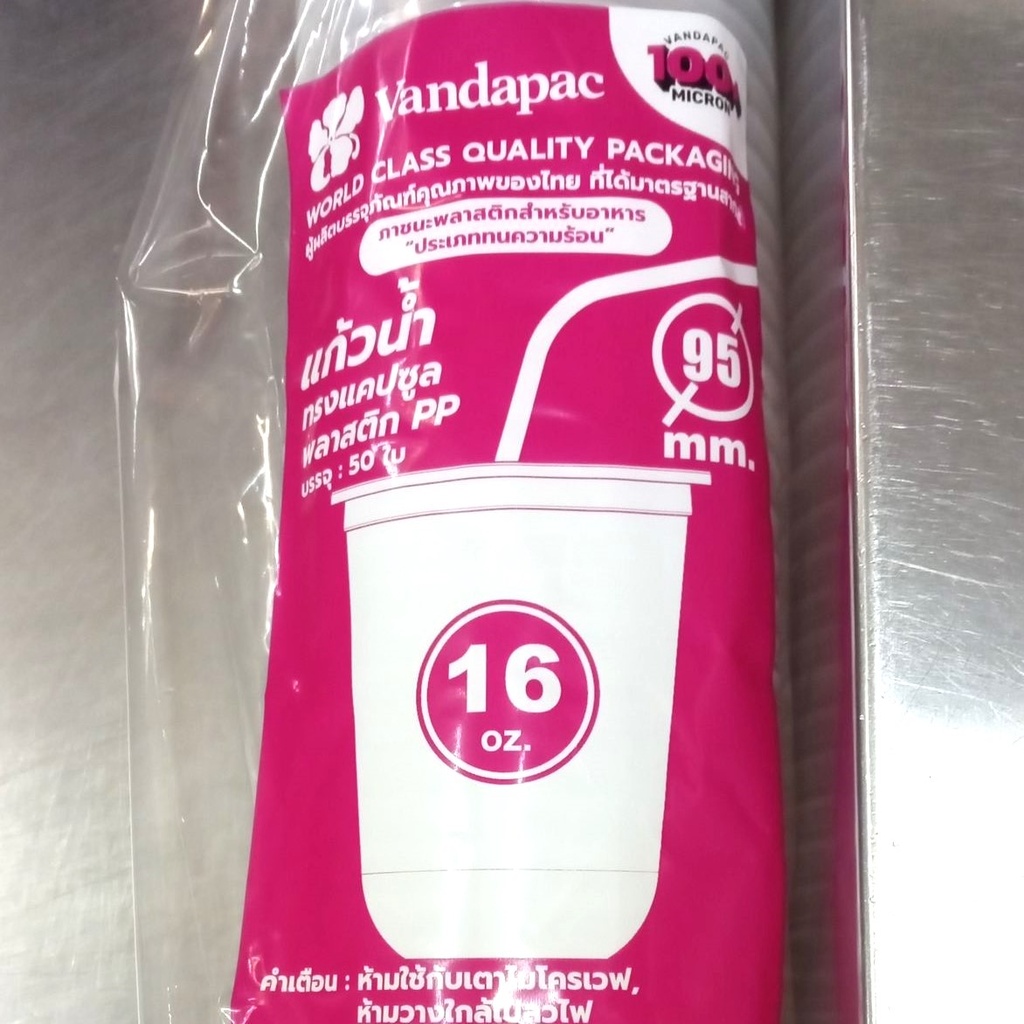 Vandapac
VANDAPAC
100
MICRON
WORLD CLASS QUALITY PACKAGING
ผู้ผลิตบรรจุภัณฑ์คุณภาพของไทย ที่ได้มาตรฐาน
ภาชนะพลาสติกสำหรับอาหาร
"ประเภททนความร้อน"
แก้วน้ำ
ทรงแคปซูล
พลาสติก PP
บรรจุ : 50 ใบ
95
mm.
16
oz.
คำเตือน : ห้ามใช้กับเตาไมโครเวฟ,
ห้ามวางใกล้เปลวไฟ